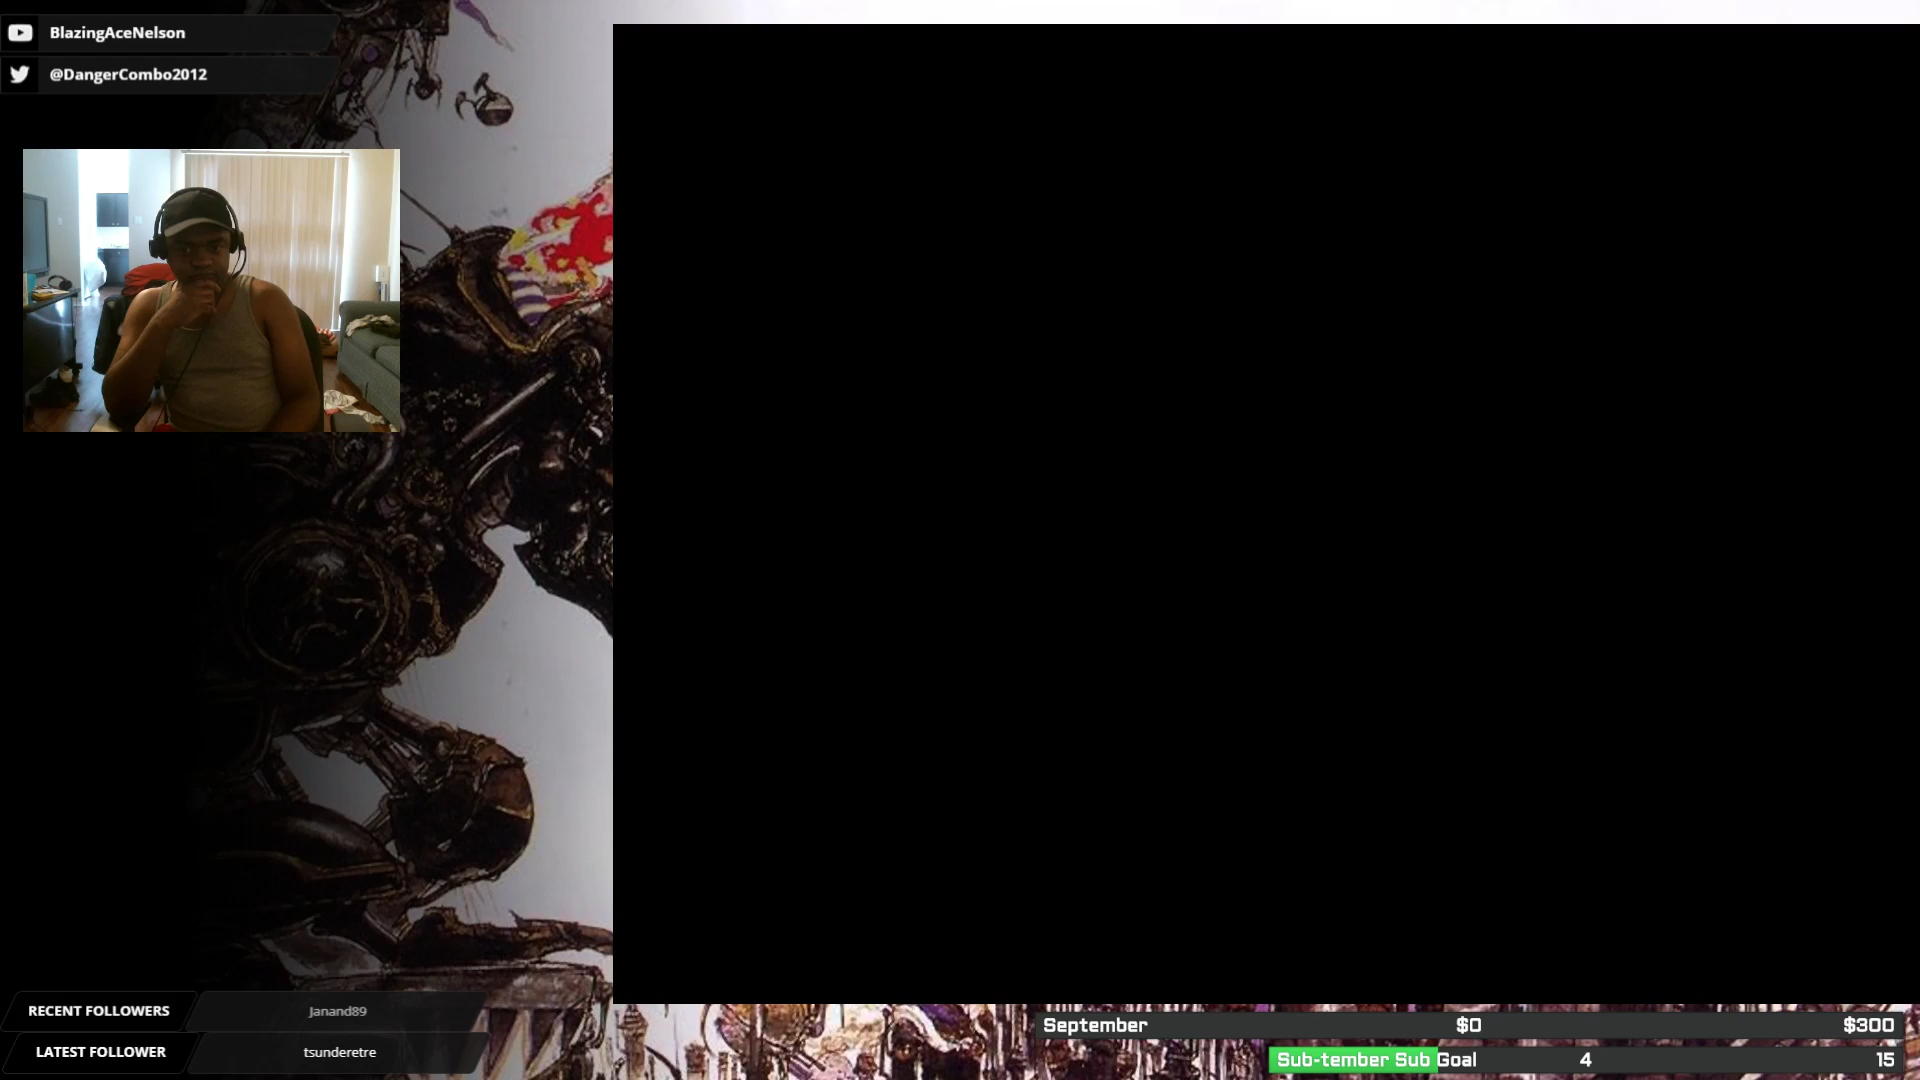 BlazingAceNelson
@DangerCombo2012
RECENT FOLLOWERS Janand89
LATEST FOLLOWER tsunderetre
September $0 $300
Sub-tember Sub Goal 4 15